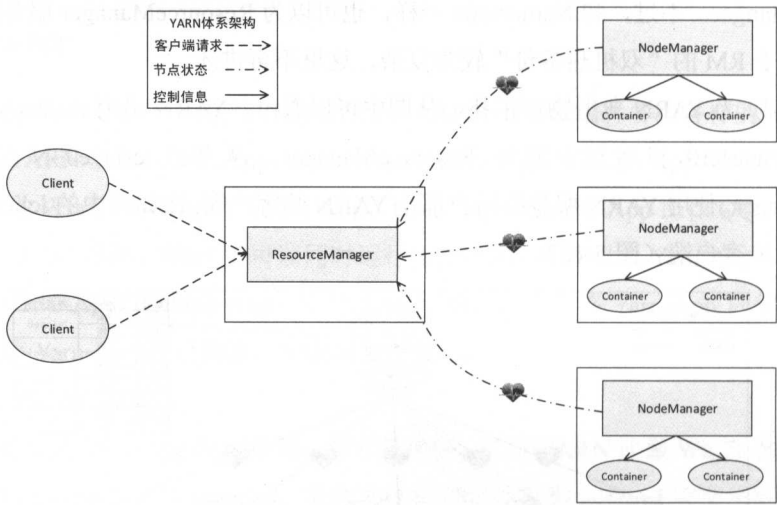 YARN体系架构
客户端请求
节点状态
控制信息
Client
Client
ResourceManager
NodeManager
Container
Container
NodeManager
Container
Container
NodeManager
Container
Container